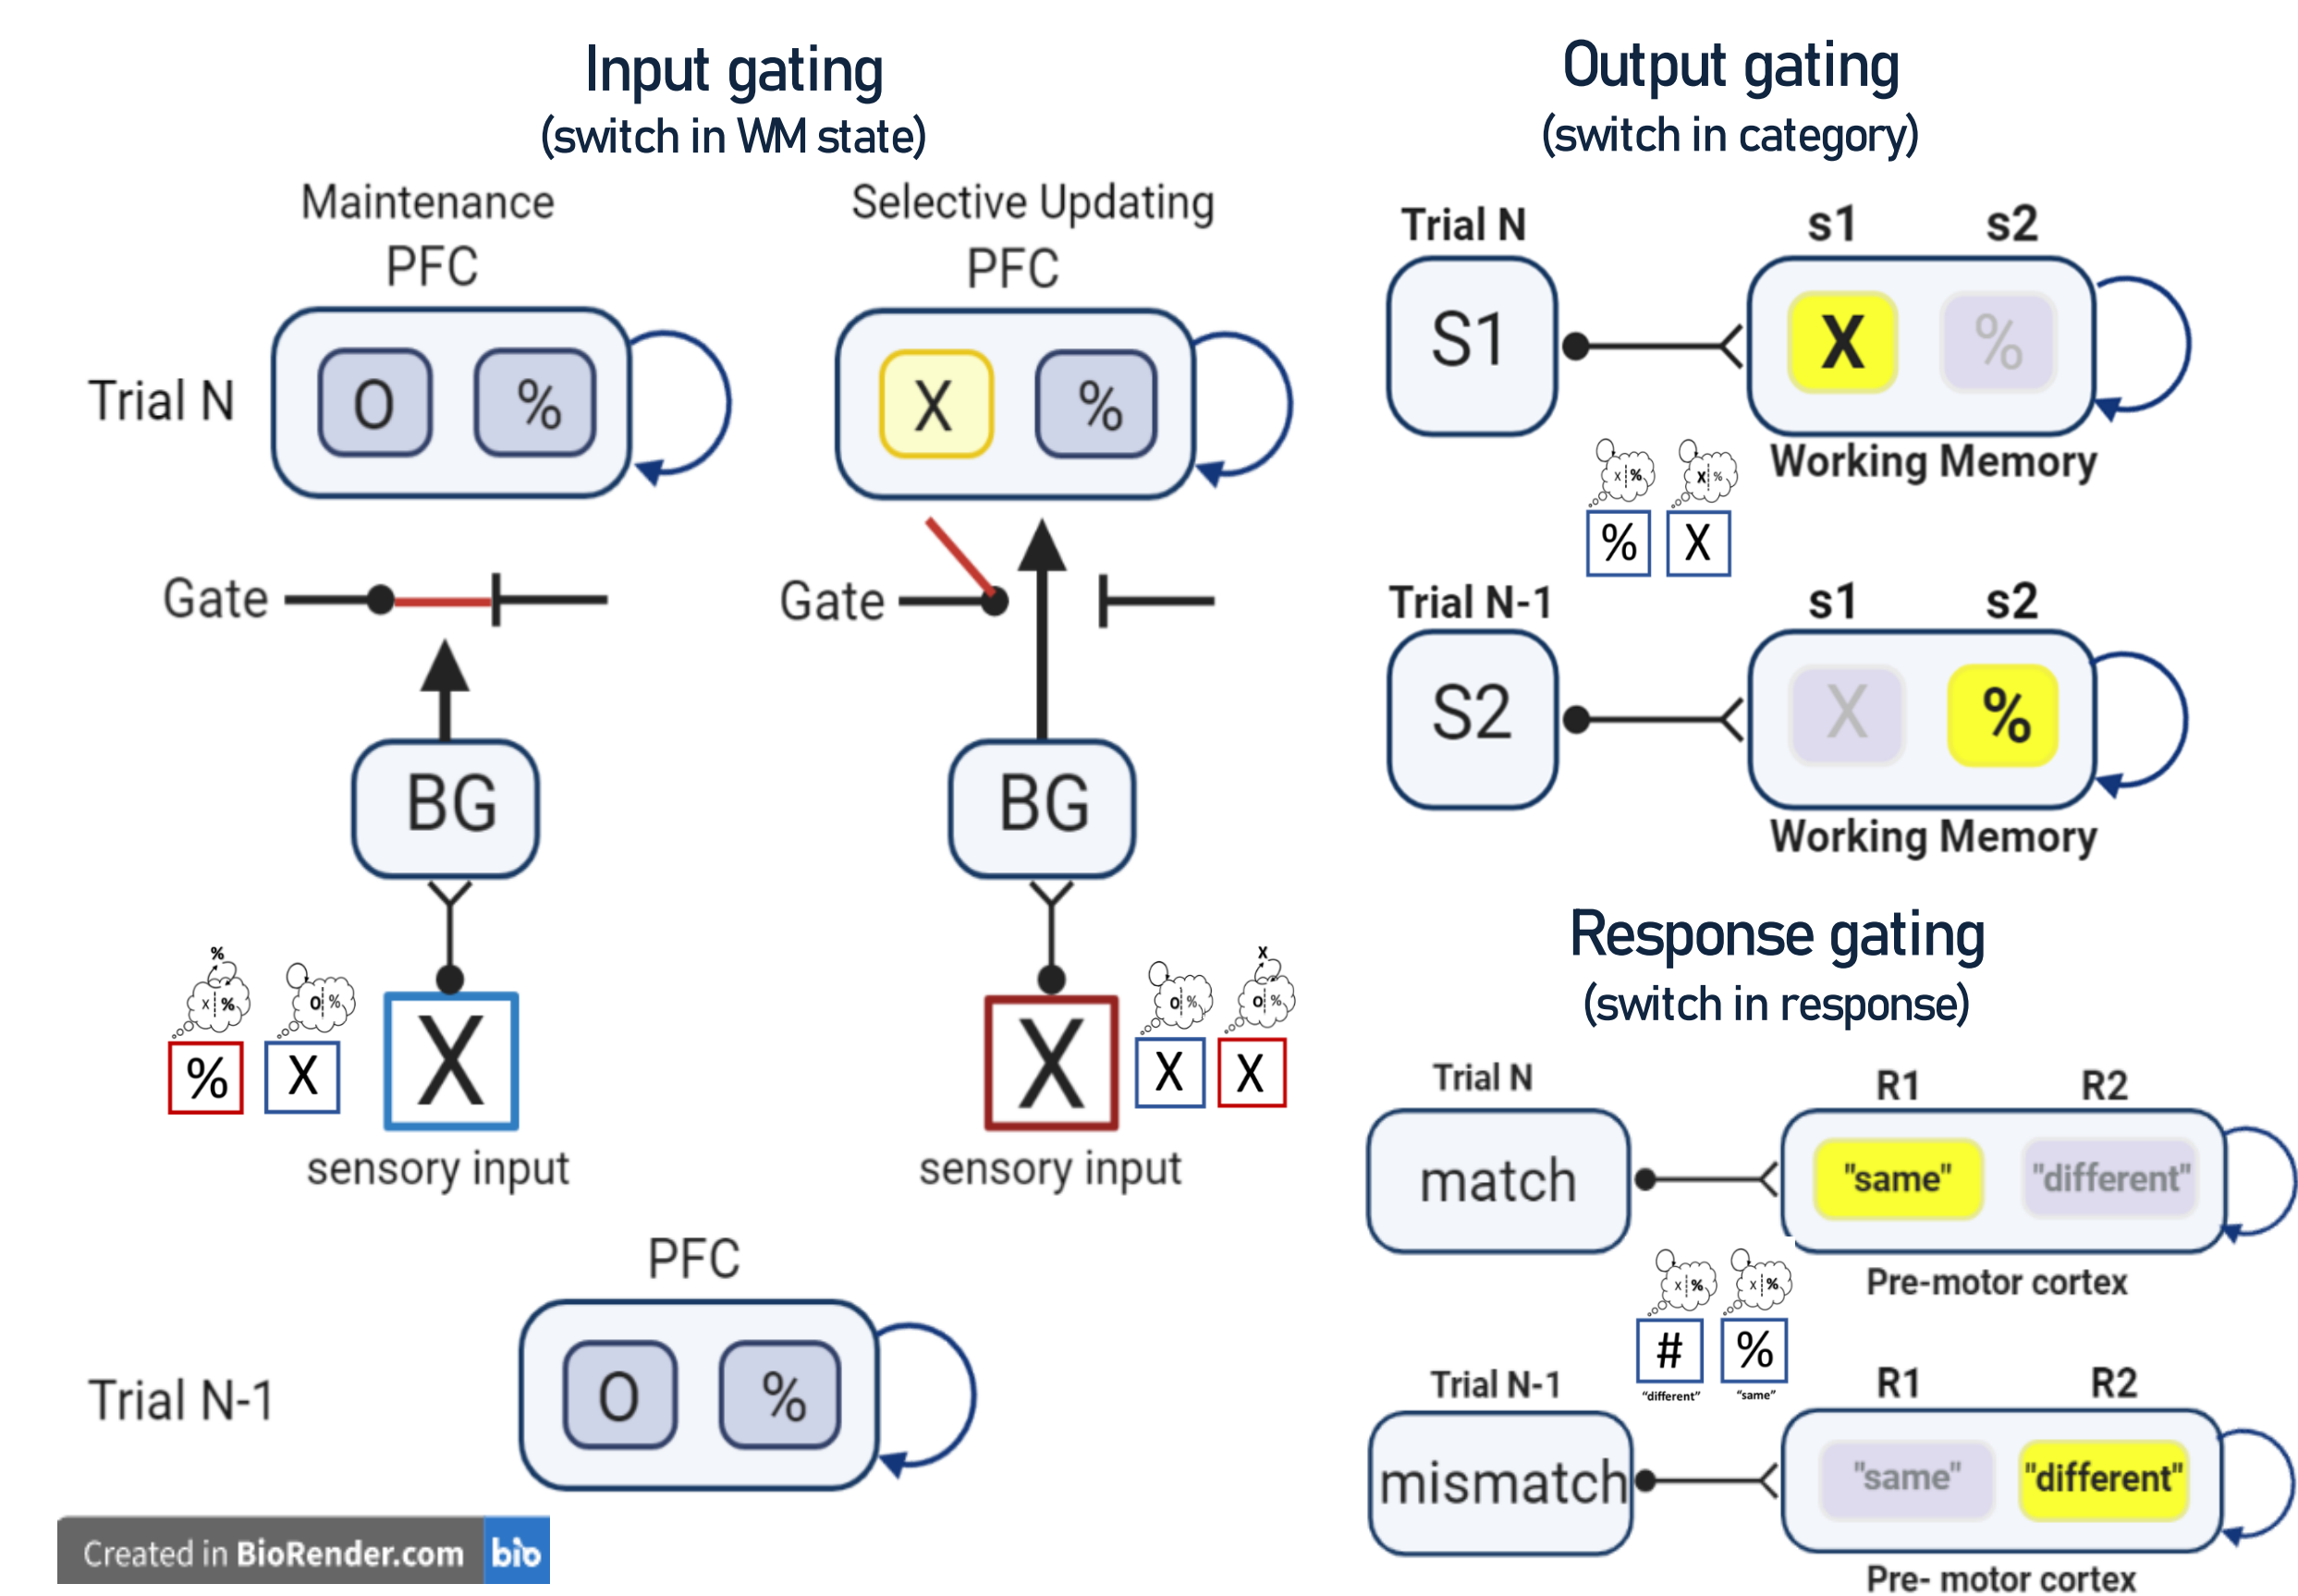 Input gating
(switch in WM state)
Maintenance
PFC
Selective Updating
PFC
Trial N
O %
X %
Gate
Gate
BG
BG
%
X
%
O
%
%
X
X
sensory input
X
O
%
O
%
X
X
X
sensory input
PFC
Trial N-1
O %
Created in BioRender.com bio
Output gating
(switch in category)
Trial N
s1 s2
S1
X %
Working Memory
X
%
X
%
%
X
Trial N-1
s1 s2
S2
X %
Working Memory
Response gating
(switch in response)
Trial N
R1 R2
match
"same" "different"
Pre-motor cortex
X
%
X
%
#
%
"different"
"same"
Trial N-1
R1 R2
mismatch
"same" "different"
Pre- motor cortex